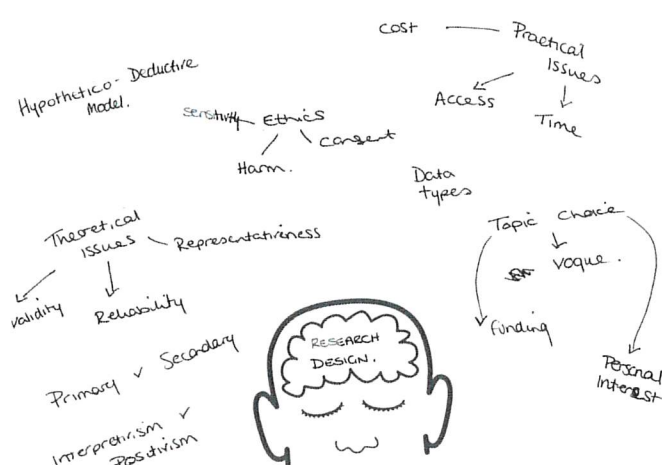 cost
Practical
Issues
Access
Time
Hypothetico-Deductive
Model.
sensitivity
Ethics
Consent
Harm.
Data
types
Theoretical
issues
Representativeness
validity
Reliability
Topic Choice
Voque.
funding
Personal
Interest
Primary v Secondary
Interpretivism v
Positivism
RESEARCH
DESIGN.